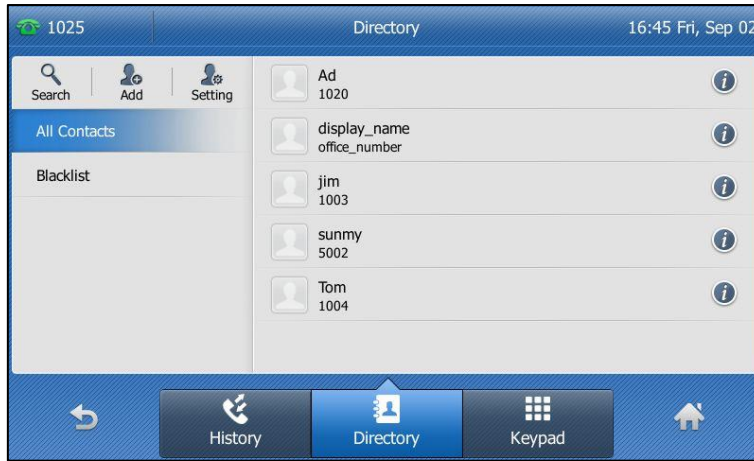 1025 Directory 16:45 Fri, Sep 02
Search Add Setting
All Contacts
Blacklist
Ad
1020
display_name
office_number
jim
1003
sunmy
5002
Tom
1004
History Directory Keypad